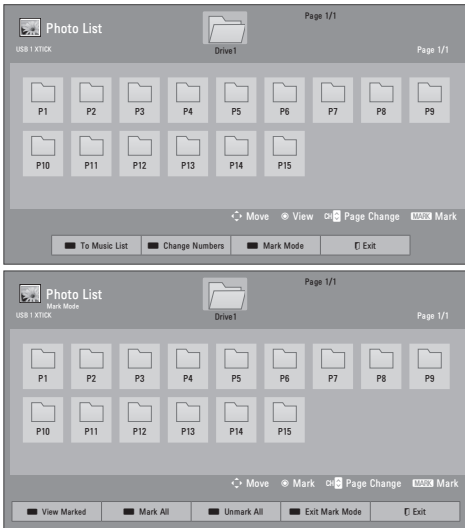 Page 1/1
Photo List
USB 1 XTICK
Drive1
Page 1/1
P1 P2 P3 P4 P5 P6 P7 P8 P9
P10 P11 P12 P13 P14 P15
Move View CH Page Change MARK Mark
To Music List Change Numbers Mark Mode Exit
Page 1/1
Photo List
Mark Mode
USB 1 XTICK
Drive1
Page 1/1
P1 P2 P3 P4 P5 P6 P7 P8 P9
P10 P11 P12 P13 P14 P15
Move Mark CH Page Change MARK Mark
View Marked Mark All Unmark All Exit Mark Mode Exit